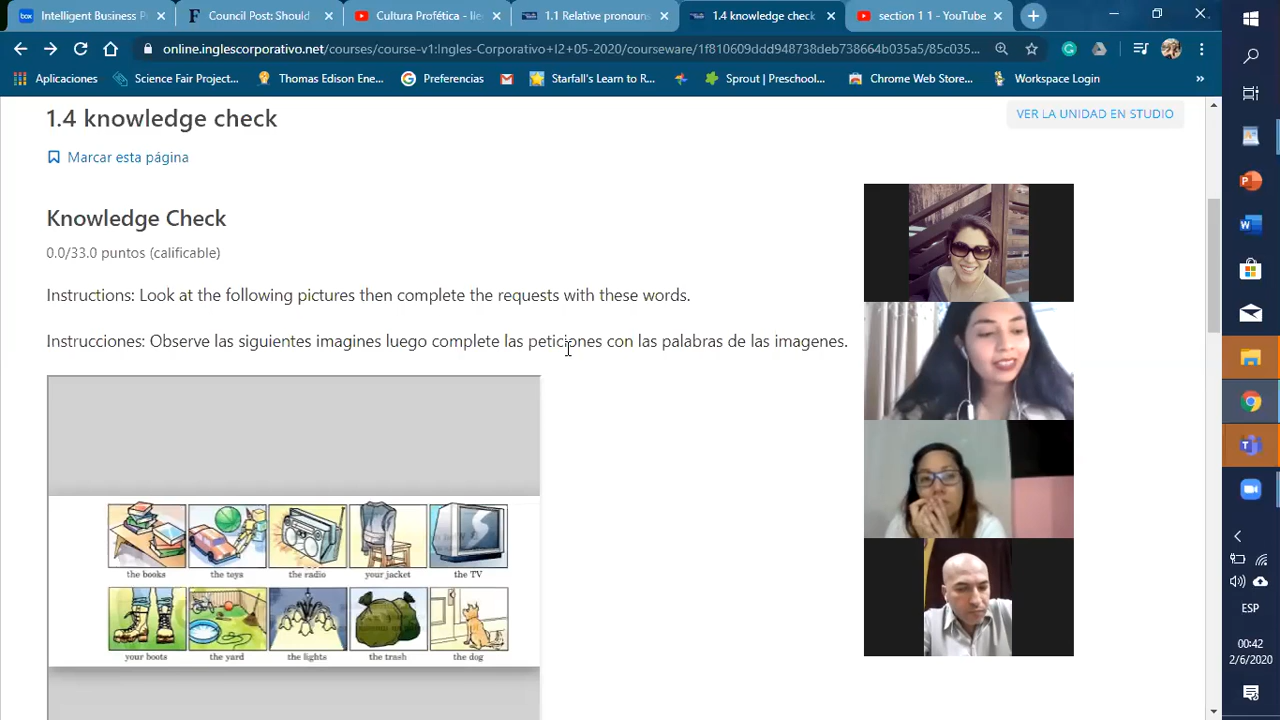 Intelligent Business P
Council Post: Should
Cultura Profética - lie
1.1 Relative pronoun
1.4 knowledge check
section 1 1 - YouTube
online.inglescorporativo.net/courses/course-v1:Ingles-Corporativo+I2+05-2020/courseware/1f810609ddd948738deb738664b035a5/85c035...
Aplicaciones
Science Fair Project...
Thomas Edison Ene...
Preferencias
Starfall's Learn to R...
Sprout | Preschool...
Chrome Web Store...
Workspace Login
1.4 knowledge check
VER LA UNIDAD EN STUDIO
Marcar esta página
Knowledge Check
0.0/33.0 puntos (calificable)
Instructions: Look at the following pictures then complete the requests with these words.
Instrucciones: Observe las siguientes imagines luego complete las peticiones con las palabras de las imagenes.
the books the toys the radio your jacket the TV
your boots the yard the lights the trash the dog
ESP
00:42
2/6/2020